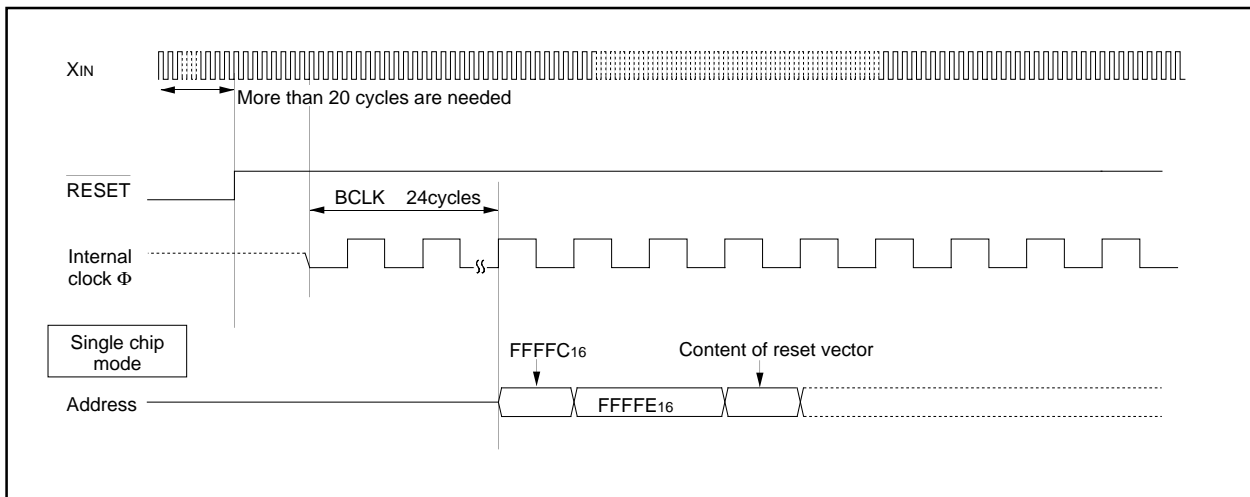 XIN
More than 20 cycles are needed
RESET
BCLK 24cycles
Internal
clock Φ
Single chip
mode
FFFFC16
Content of reset vector
Address
FFFFE16